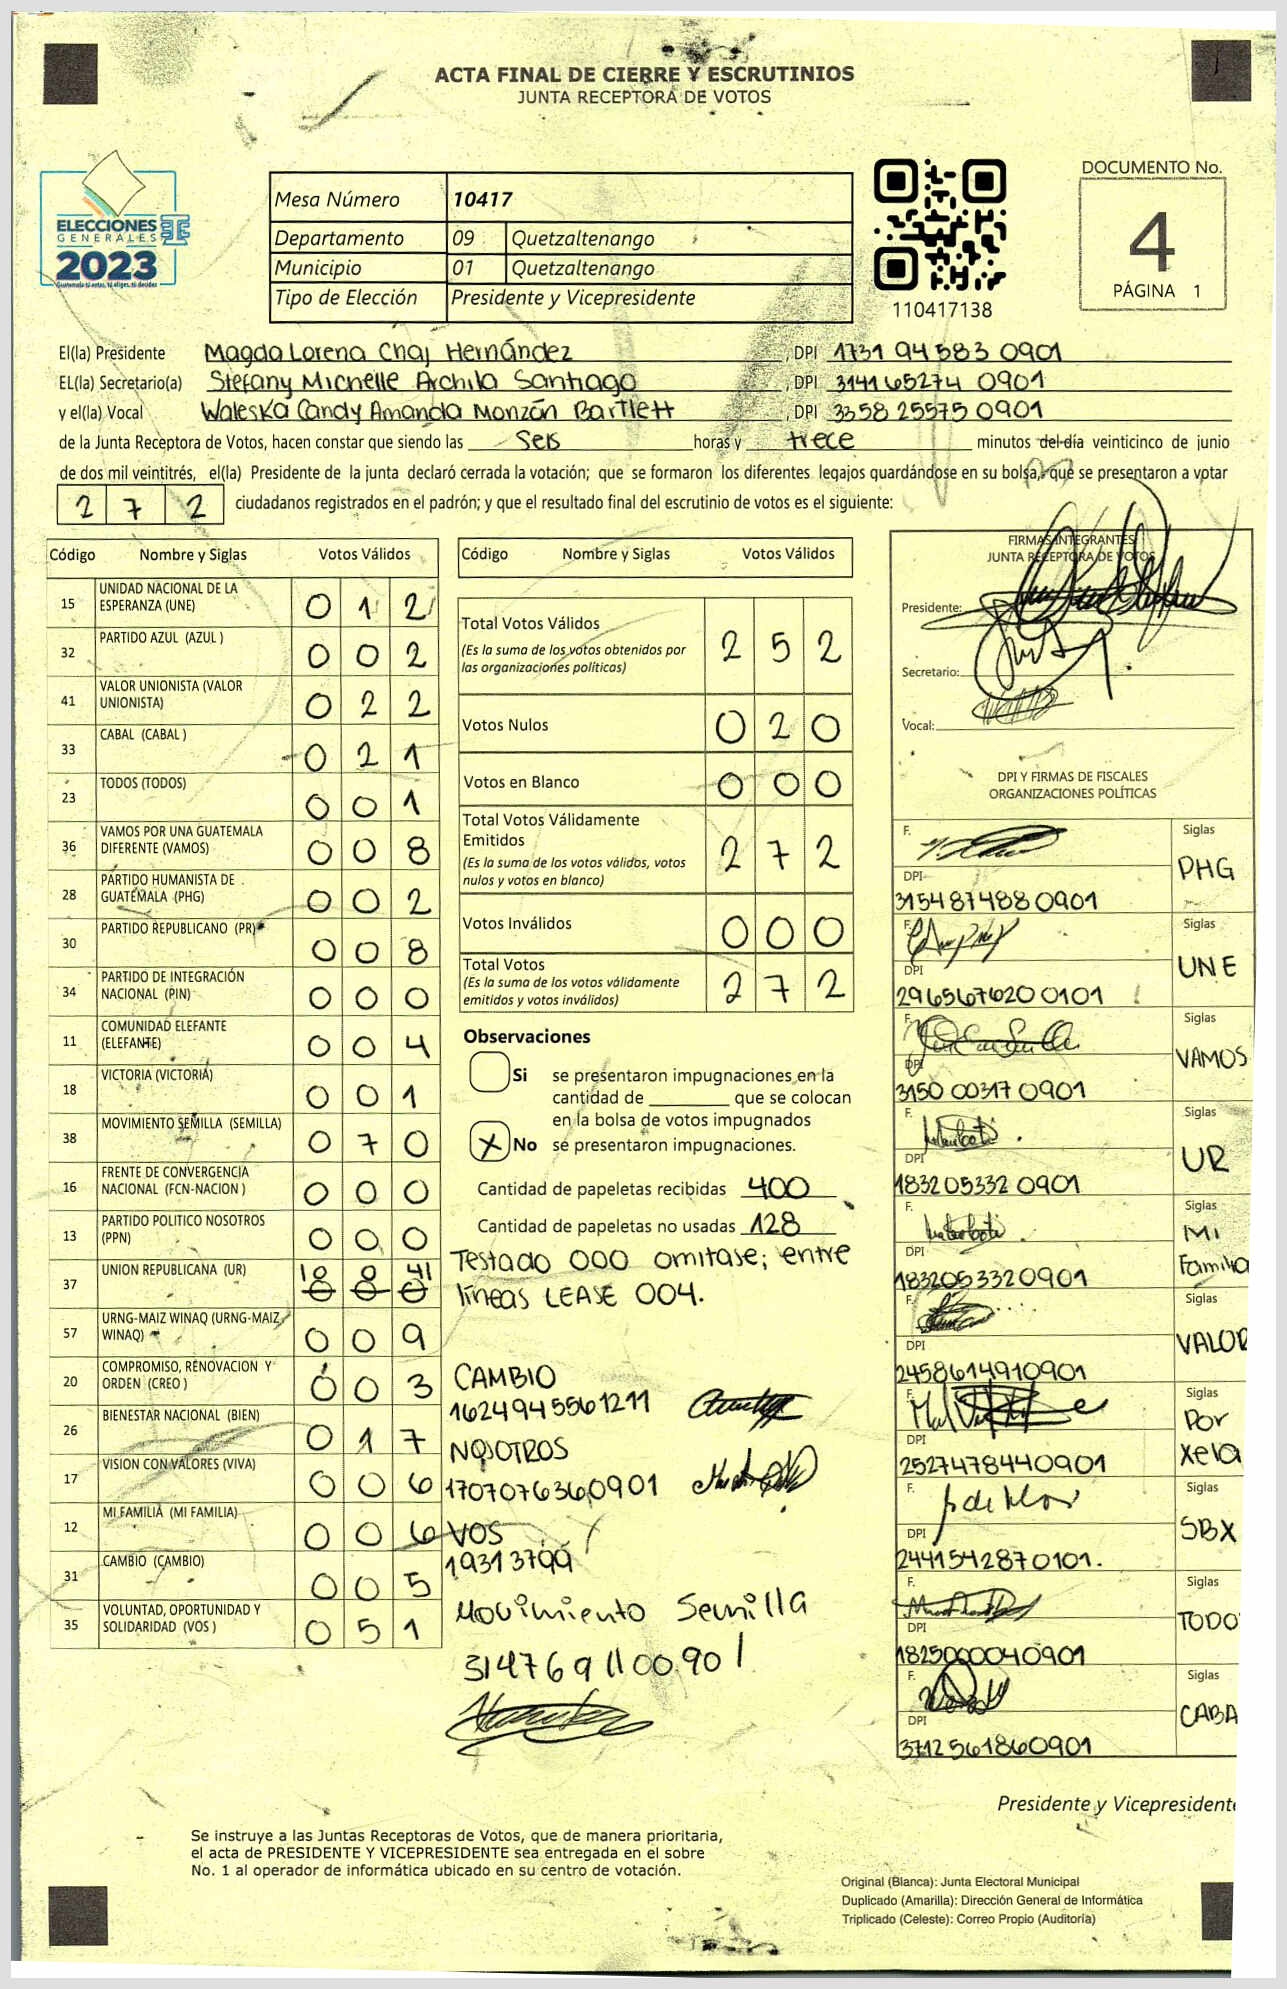 ACTA FINAL DE CIERRE Y ESCRUTINIOS
JUNTA RECEPTORA DE VOTOS
ELECCIONES
GENERALES
2023
Guatemala tú votas, tú eliges, tú decides
Mesa Número 10417
Departamento 09 Quetzaltenango
Municipio 01 Quetzaltenango
Tipo de Elección Presidente y Vicepresidente
110417138
DOCUMENTO No.
4
PÁGINA 1
El(la) Presidente Magda Lorena Chaj Hernández, DPI 1731 94583 0901
EL(la) Secretario(a) Stefany Michelle Archila Santiago, DPI 3141 65274 0901
y el(la) Vocal Waleska Candy Amanda Monzón Bartlett, DPI 3358 25575 0901
de la Junta Receptora de Votos, hacen constar que siendo las Seis horas y trece minutos del día veinticinco de junio
de dos mil veintitrés, el(la) Presidente de la junta declaró cerrada la votación; que se formaron los diferentes legajos quardándose en su bolsa, que se presentaron a votar
2 7 2 ciudadanos registrados en el padrón; y que el resultado final del escrutinio de votos es el siguiente:
Código Nombre y Siglas Votos Válidos
15 UNIDAD NACIONAL DE LA ESPERANZA (UNE) 0 1 2
32 PARTIDO AZUL (AZUL ) 0 0 2
41 VALOR UNIONISTA (VALOR UNIONISTA) 0 2 2
33 CABAL (CABAL ) 0 2 1
23 TODOS (TODOS) 0 0 1
36 VAMOS POR UNA GUATEMALA DIFERENTE (VAMOS) 0 0 8
28 PARTIDO HUMANISTA DE GUATEMALA (PHG) 0 0 2
30 PARTIDO REPUBLICANO (PR) 0 0 8
34 PARTIDO DE INTEGRACIÓN NACIONAL (PIN) 0 0 0
11 COMUNIDAD ELEFANTE (ELEFANTE) 0 0 4
18 VICTORIA (VICTORIA) 0 0 1
38 MOVIMIENTO SEMILLA (SEMILLA) 0 7 0
16 FRENTE DE CONVERGENCIA NACIONAL (FCN-NACION ) 0 0 0
13 PARTIDO POLITICO NOSOTROS (PPN) 0 0 0
37 UNION REPUBLICANA (UR) 0 0 0
57 URNG-MAIZ WINAQ (URNG-MAIZ WINAQ) 0 0 9
20 COMPROMISO, RENOVACION Y ORDEN (CREO ) 0 0 3
26 BIENESTAR NACIONAL (BIEN) 0 1 7
17 VISION CON VALORES (VIVA) 0 0 6
12 MI FAMILIA (MI FAMILIA) 0 0 6
31 CAMBIO (CAMBIO) 0 0 5
35 VOLUNTAD, OPORTUNIDAD Y SOLIDARIDAD (VOS ) 0 5 1
Código Nombre y Siglas Votos Válidos
Total Votos Válidos 2 5 2
(Es la suma de los votos obtenidos por
las organizaciones políticas)
Votos Nulos 0 2 0
Votos en Blanco 0 0 0
Total Votos Válidamente
Emitidos 2 7 2
(Es la suma de los votos válidos, votos
nulos y votos en blanco)
Votos Inválidos 0 0 0
Total Votos 2 7 2
(Es la suma de los votos válidamente
emitidos y votos inválidos)
Observaciones
Si se presentaron impugnaciones en la
cantidad de que se colocan
en la bolsa de votos impugnados
X No se presentaron impugnaciones.
Cantidad de papeletas recibidas 400
Cantidad de papeletas no usadas 128
Testado 000 omitase; entre
líneas LEASE 004.
CAMBIO
1624945561211
NOSOTROS
1707076360901
VOS
19313799
Movimiento Semilla
3147691100901
FIRMAS INTEGRANTES
JUNTA RECEPTORA DE VOTOS
Presidente:
Secretario:
Vocal:
DPI Y FIRMAS DE FISCALES
ORGANIZACIONES POLÍTICAS
F. Siglas
PHG
DPI
3154874880901
F. Siglas
UNE
DPI
2965676200101
F. Siglas
VAMOS
DPI
3150003170901
F. Siglas
UR
DPI
1832053320901
F. Siglas
Mi
Familia
DPI
1832053320901
F. Siglas
VALOR
DPI
2458614910901
F. Siglas
Por
Xela
DPI
2527478440901
F. Siglas
SBX
DPI
2441542870101.
F. Siglas
TODO
DPI
1825000040901
F. Siglas
CABA
DPI
3712561860901
Presidente y Vicepresidente
Se instruye a las Juntas Receptoras de Votos, que de manera prioritaria,
el acta de PRESIDENTE Y VICEPRESIDENTE sea entregada en el sobre
No. 1 al operador de informática ubicado en su centro de votación.
Original (Blanca): Junta Electoral Municipal
Duplicado (Amarilla): Dirección General de Informática
Triplicado (Celeste): Correo Propio (Auditoría)